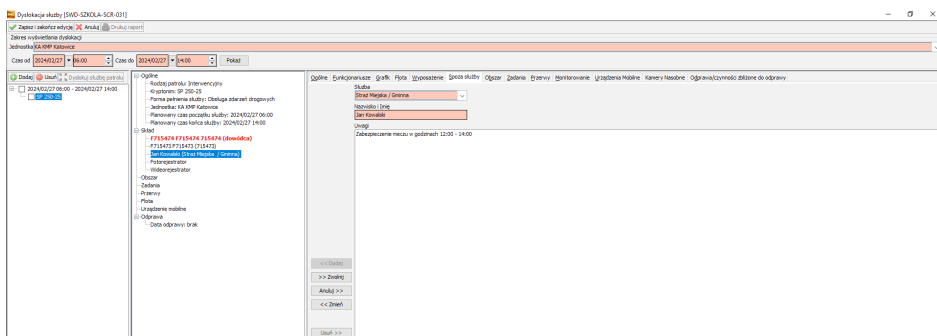 Dyslokacja służby [SWD-SZKOLA-SCR-031]
Zapisz i zakończ edycję Anuluj Drukuj raport
Zakres wyświetlania dyslokacji
Jednostka KA KMP Katowice
Czas od 2024/02/27 06:00 Czas do 2024/02/27 14:00 Pokaż
Dodaj Usuń Dyslokuj służbę patrolu
2024/02/27 06:00 - 2024/02/27 14:00
SP 250-25
Ogólne
Rodzaj patrolu: Interwencyjny
Kryptonim: SP 250-25
Forma pełnienia służby: Obsługa zdarzeń drogowych
Jednostka: KA KMP Katowice
Planowany czas początku służby: 2024/02/27 06:00
Planowany czas końca służby: 2024/02/27 14:00
Skład
F715474 F715474 715474 (dowódca)
F715473 F715473 (715473)
Jan Kowalski [Straż Miejska / Gminna]
Fotorejestrator
Wideorejestrator
Obszar
Zadania
Przerwy
Flota
Urządzenie mobilne
Odprawa
Data odprawy: brak
Ogólne Funkcjonariusze Grafik Flota Wyposażenie Spoza służby Obszar Zadania Przerwy Monitorowanie Urządzenia Mobilne Kamery Nasobne Odprawa/czynności zbliżone do odprawy
Służba
Straż Miejska / Gminna
Nazwisko i Imię
Jan Kowalski
Uwagi
Zabezpieczenie meczu w godzinach 12:00 - 14:00
<< Dodaj
>> Zwolnij
Anuluj >>
<< Zmień
Usuń >>